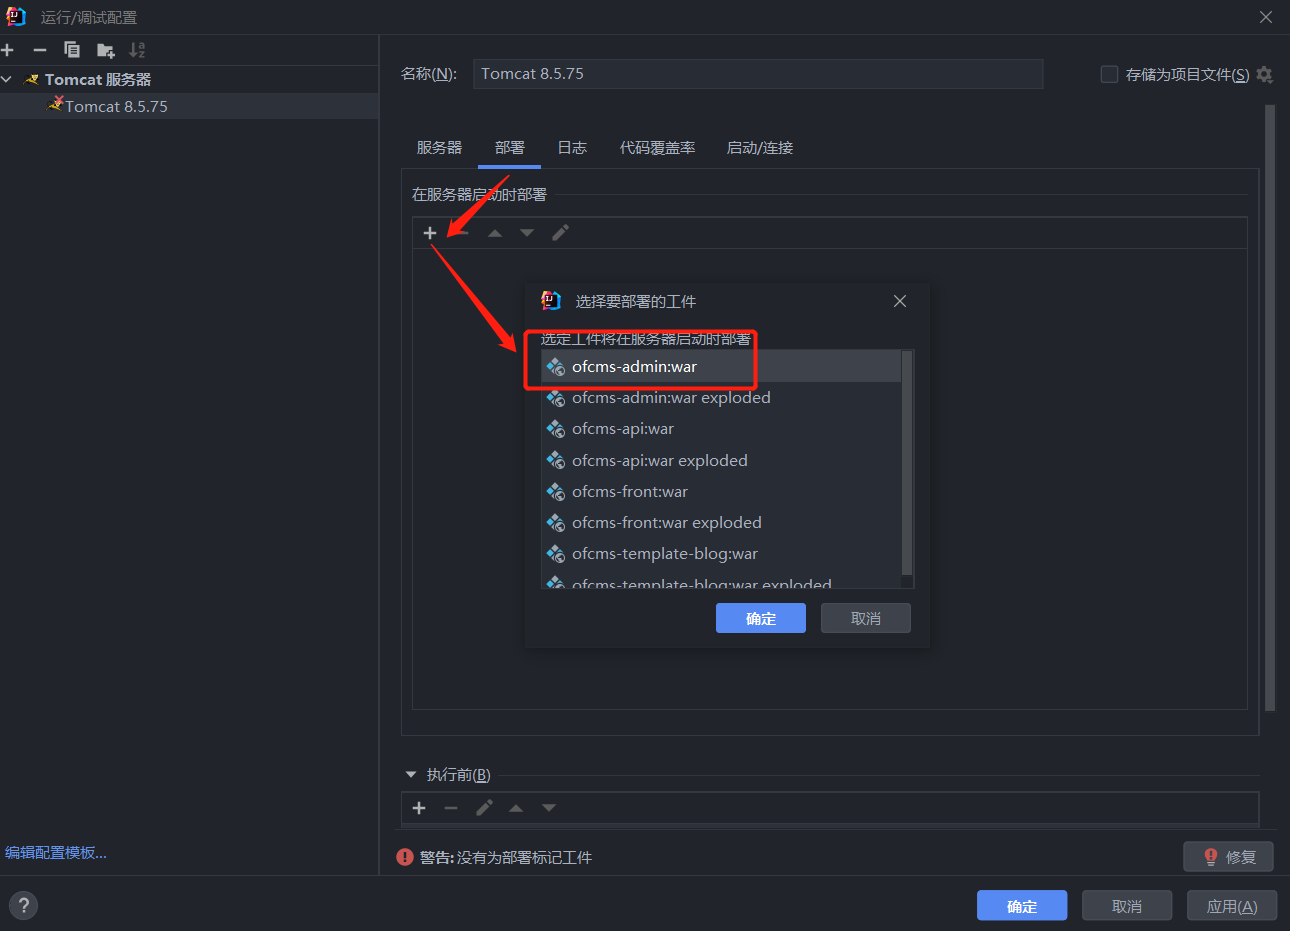 运行/调试配置
Tomcat 服务器
Tomcat 8.5.75
名称(N):
Tomcat 8.5.75
存储为项目文件(S)
服务器
部署
日志
代码覆盖率
启动/连接
在服务器启动时部署
选择要部署的工件
选定工件将在服务器启动时部署
ofcms-admin:war
ofcms-admin:war exploded
ofcms-api:war
ofcms-api:war exploded
ofcms-front:war
ofcms-front:war exploded
ofcms-template-blog:war
ofcms-template-blog:war exploded
确定
取消
执行前(B)
编辑配置模板...
警告: 没有为部署标记工件
修复
?
确定
取消
应用(A)